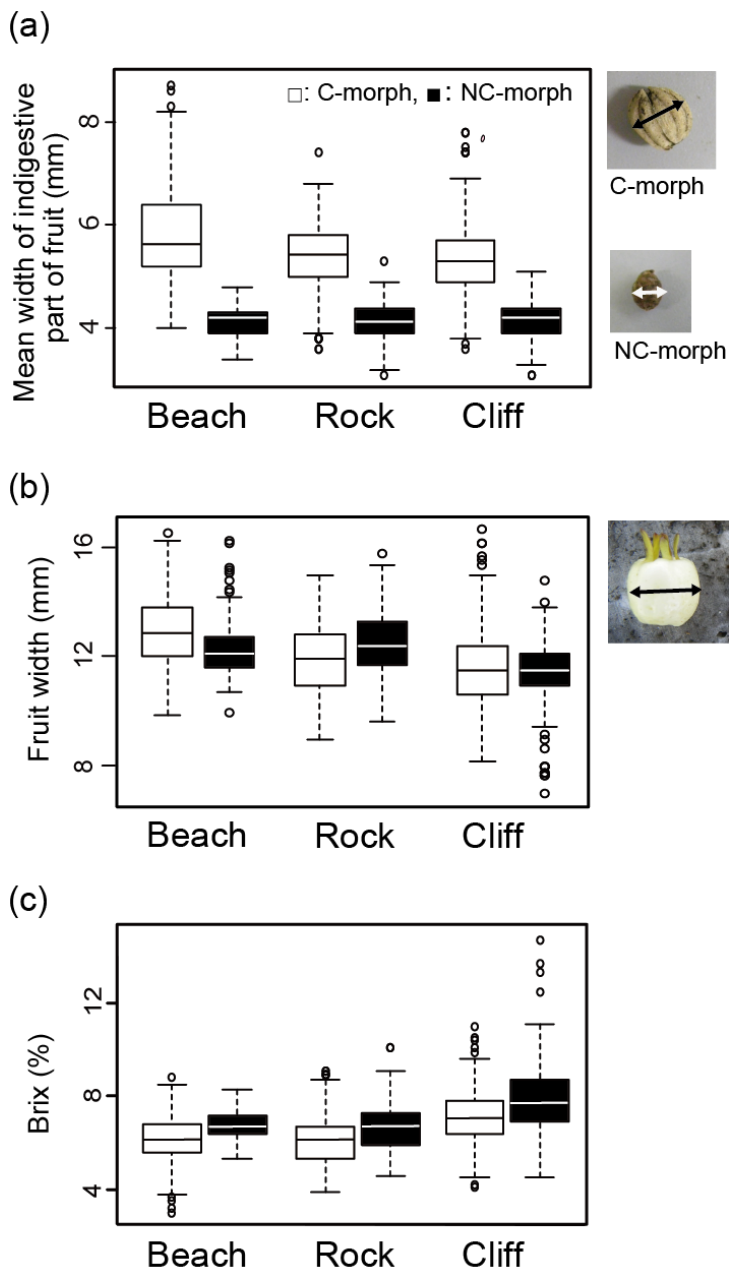 (a)
Mean width of indigestive
part of fruit (mm)
8
6
4
□: C-morph, ■: NC-morph
Beach Rock Cliff
C-morph
NC-morph
(b)
Fruit width (mm)
16
12
8
Beach Rock Cliff
(c)
Brix (%)
12
8
4
Beach Rock Cliff